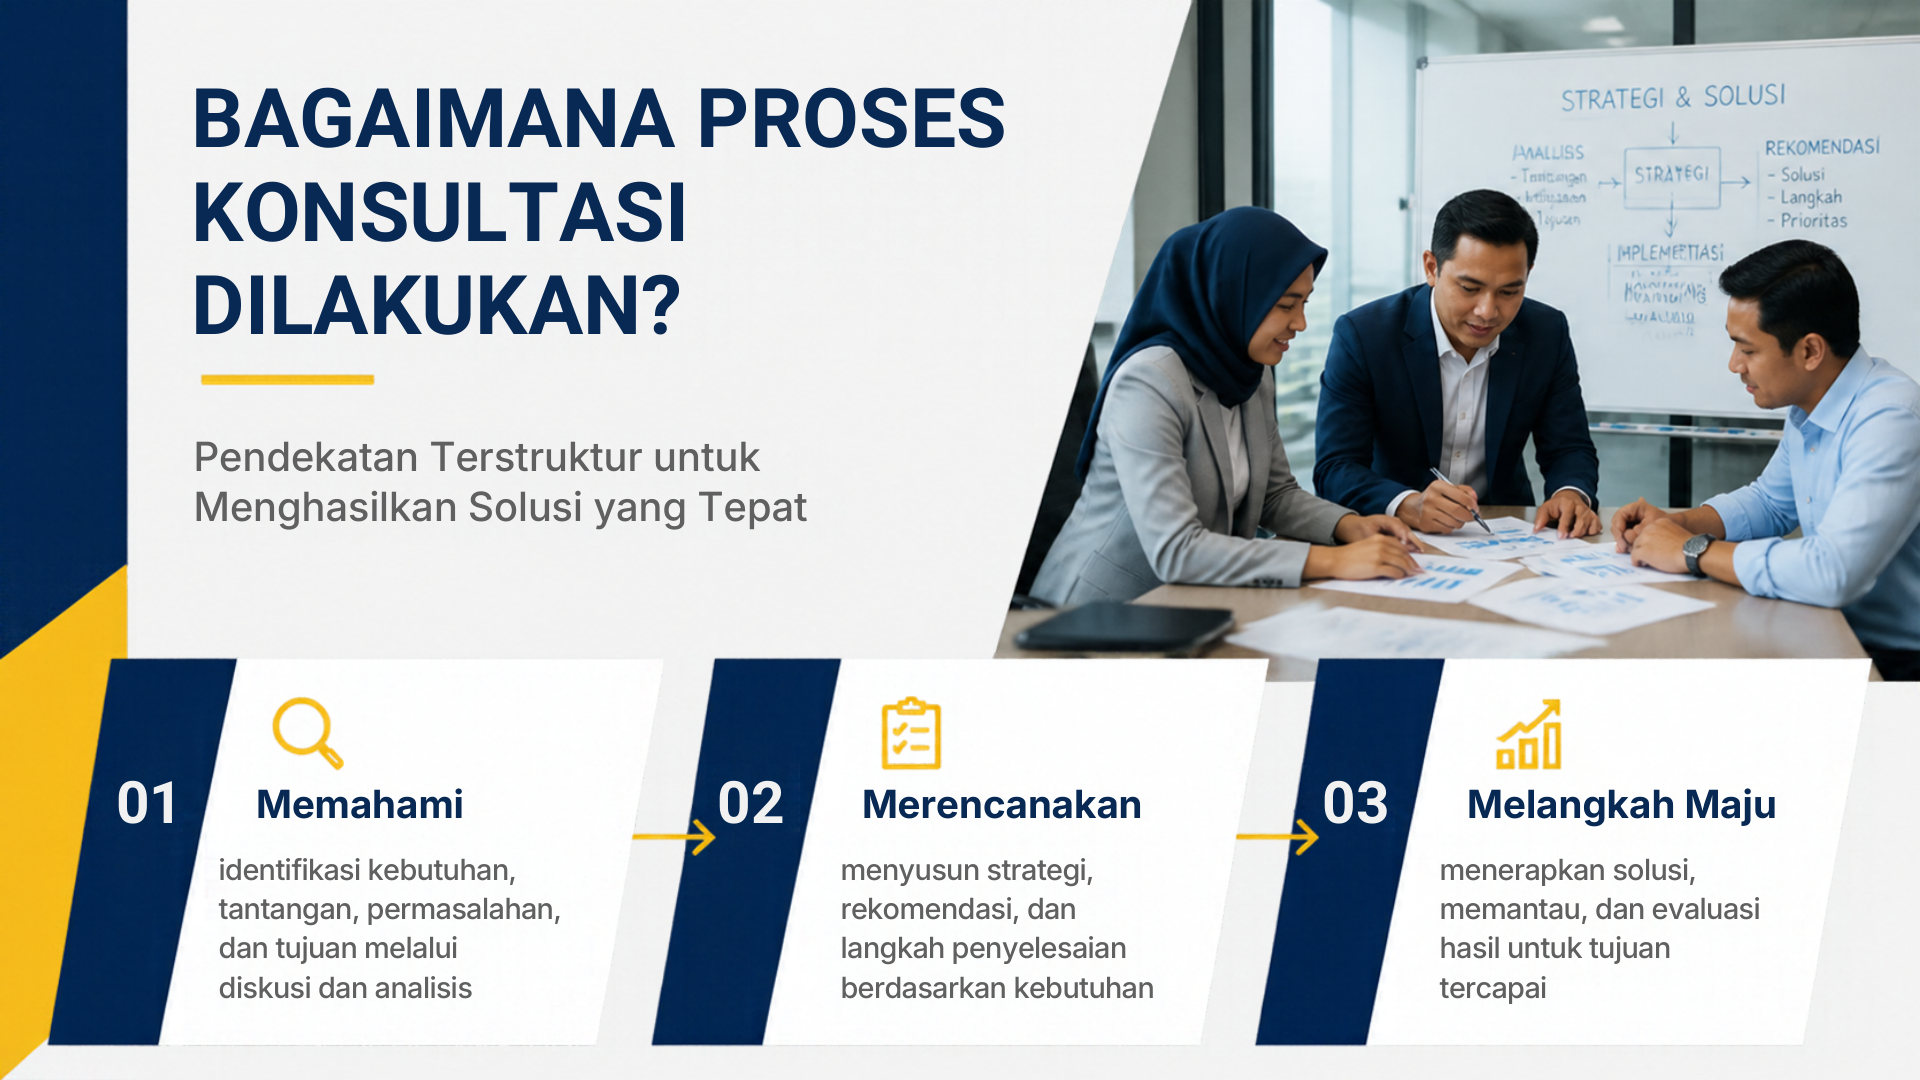 BAGAIMANA PROSES
KONSULTASI
DILAKUKAN?
Pendekatan Terstruktur untuk
Menghasilkan Solusi yang Tepat
STRATEGI & SOLUSI
STRATEGI
REKOMENDASI
- Solusi
- Langkah
- Prioritas
01
Memahami
identifikasi kebutuhan,
tantangan, permasalahan,
dan tujuan melalui
diskusi dan analisis
02
Merencanakan
menyusun strategi,
rekomendasi, dan
langkah penyelesaian
berdasarkan kebutuhan
03
Melangkah Maju
menerapkan solusi,
memantau, dan evaluasi
hasil untuk tujuan
tercapai